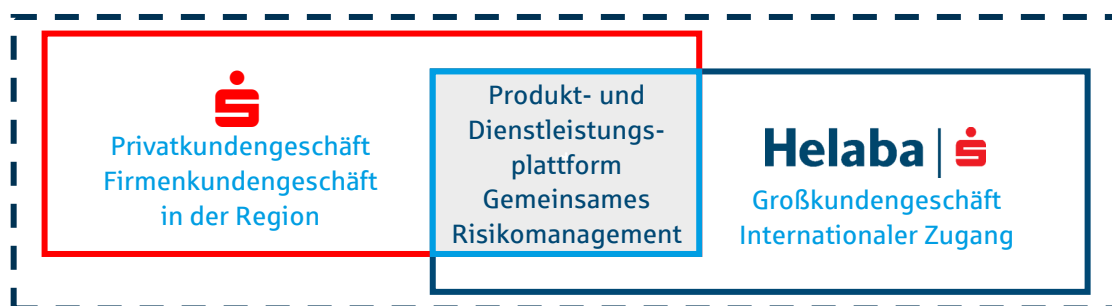 Privatkundengeschäft
Firmenkundengeschäft
in der Region
Produkt- und
Dienstleistungs-
plattform
Gemeinsames
Risikomanagement
Helaba
Großkundengeschäft
Internationaler Zugang